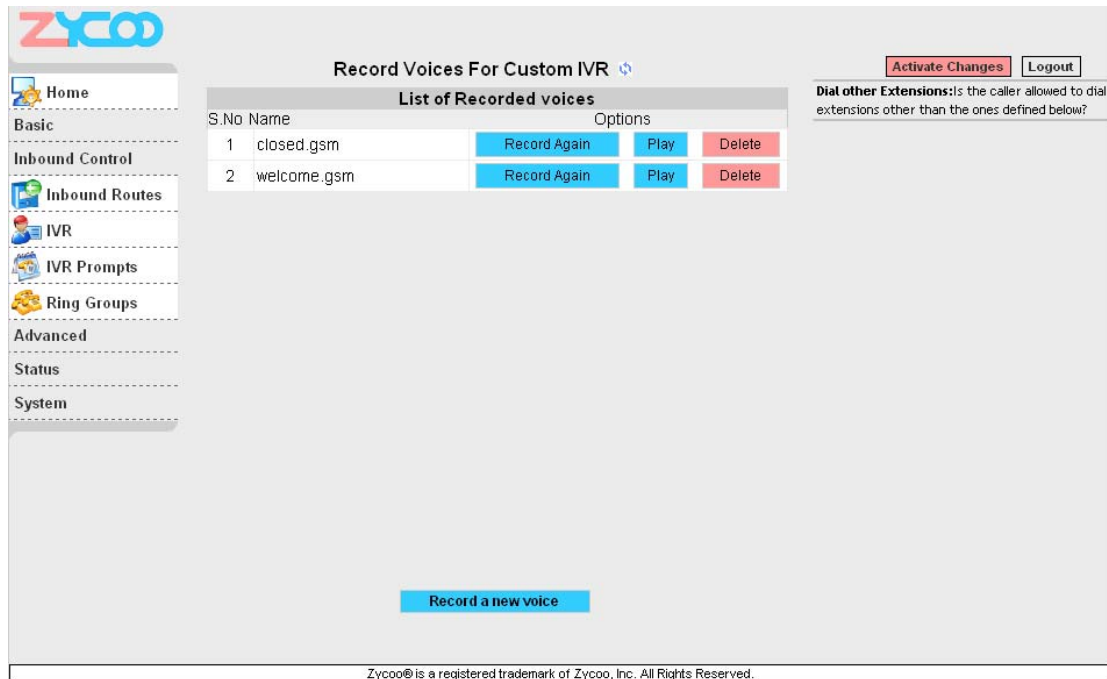 ZYCOO
Record Voices For Custom IVR
Activate Changes Logout
Home
Basic
Inbound Control
Inbound Routes
IVR
IVR Prompts
Ring Groups
Advanced
Status
System
List of Recorded voices
S.No Name Options
1 closed.gsm Record Again Play Delete
2 welcome.gsm Record Again Play Delete
Record a new voice
Dial other Extensions:Is the caller allowed to dial
extensions other than the ones defined below?
Zycoo® is a registered trademark of Zycoo, Inc. All Rights Reserved.